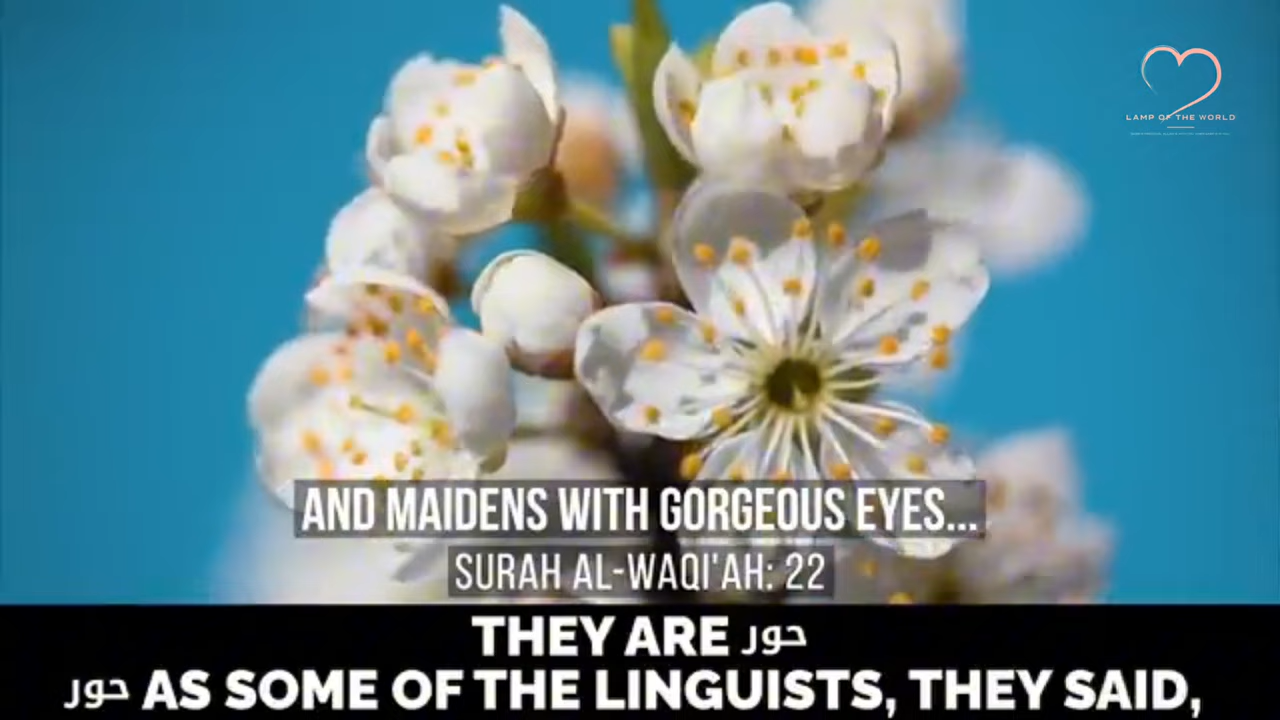 LAMP OF THE WORLD
AND MAIDENS WITH GORGEOUS EYES...
SURAH AL-WAQI'AH: 22
THEY ARE حور
حور AS SOME OF THE LINGUISTS, THEY SAID,